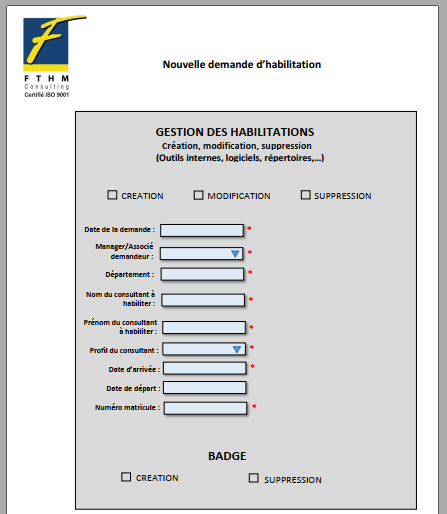 F T H M
Consulting
Certifié ISO 9001
Nouvelle demande d'habilitation
GESTION DES HABILITATIONS
Création, modification, suppression
(Outils internes, logiciels, répertoires,...)
CREATION MODIFICATION SUPPRESSION
Date de la demande : *
Manager/Associé
demandeur : *
Département : *
Nom du consultant à
habiliter : *
Prénom du consultant
à habiliter : *
Profil du consultant : *
Date d'arrivée : *
Date de départ :
Numéro matricule : *
BADGE
CREATION SUPPRESSION